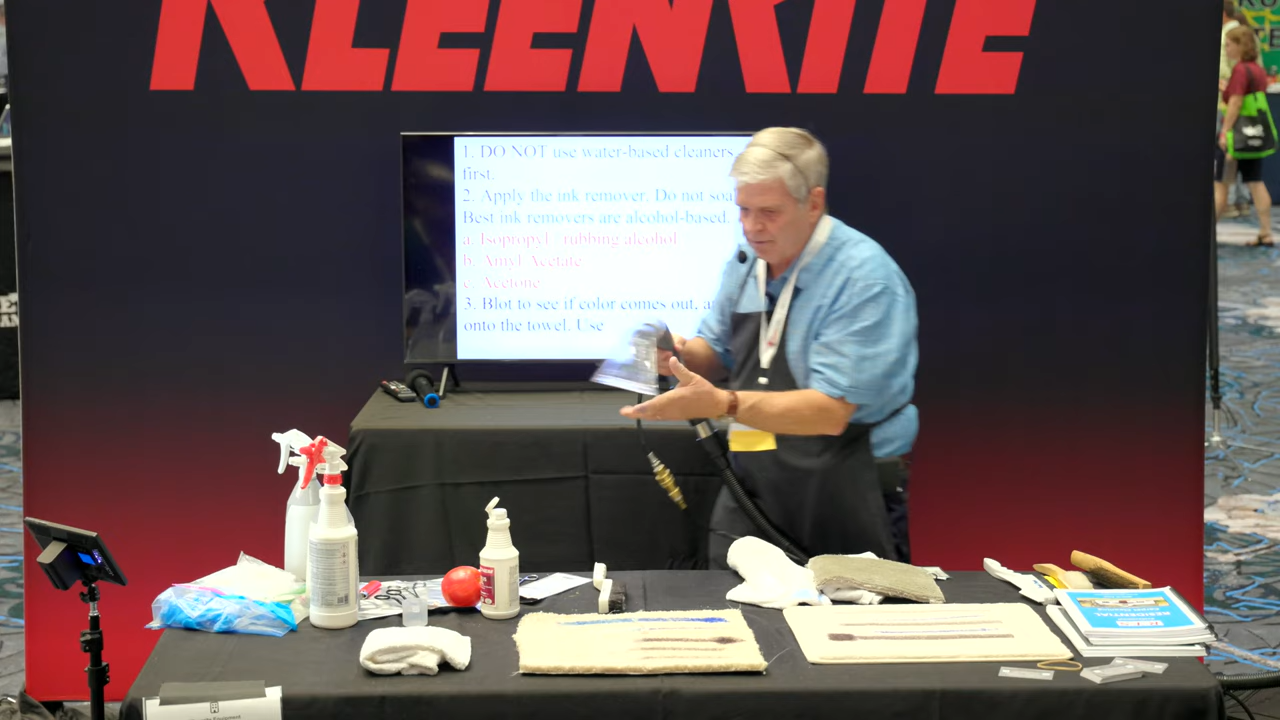 KLEENRITE
1. DO NOT use water-based cleaners
first.
2. Apply the ink remover. Do not soa
Best ink removers are alcohol-based.
a. Isopropyl / rubbing alcohol
b. Amyl Acetate
c. Acetone
3. Blot to see if color comes out, a
onto the towel. Use
RESIDENTIAL